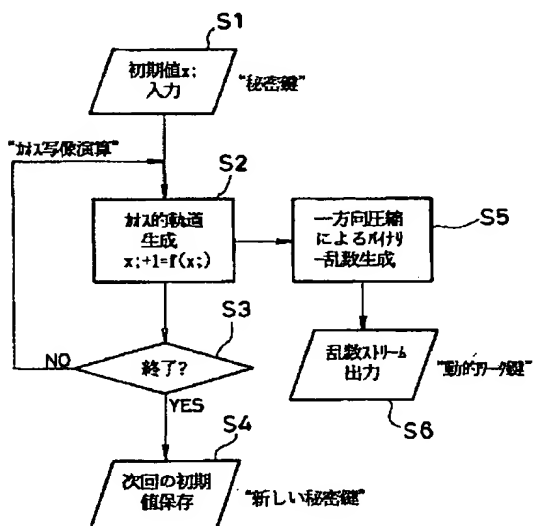 S1
初期値xi
入力
"秘密鍵"
"カオス写像演算"
S2
カオス的軌道
生成
xi+1=f(xi)
一方向圧縮
によるバイナリ
ー乱数生成
S5
S3
終了?
NO
YES
乱数ストリーム
出力
"動的ワーク鍵"
S6
S4
次回の初期
値保存
"新しい秘密鍵"